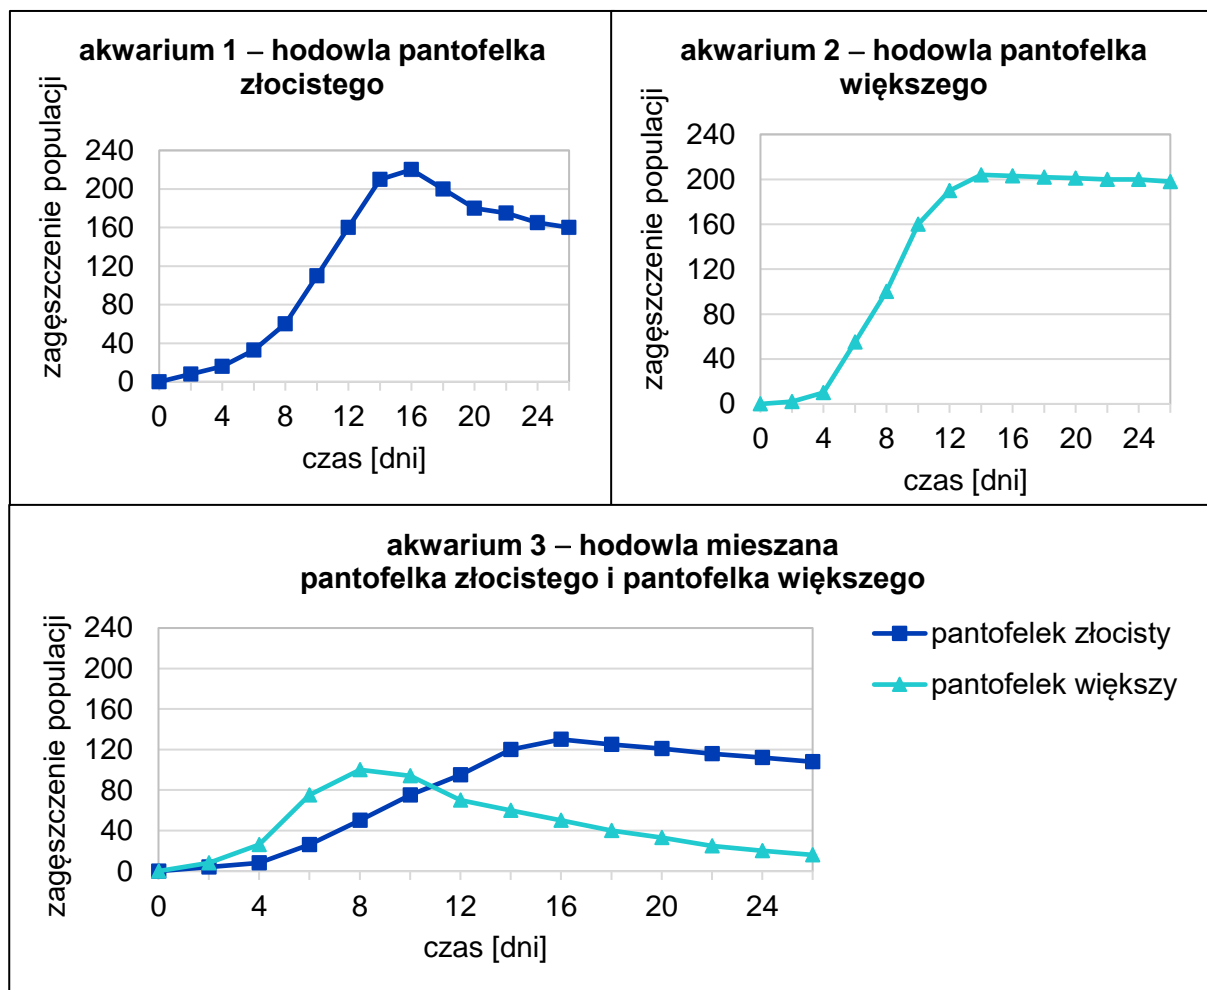 akwarium 1 – hodowla pantofelka
złocistego
zagęszczenie populacji
240
200
160
120
80
40
0
0 4 8 12 16 20 24
czas [dni]
akwarium 2 – hodowla pantofelka
większego
zagęszczenie populacji
240
200
160
120
80
40
0
0 4 8 12 16 20 24
czas [dni]
akwarium 3 – hodowla mieszana
pantofelka złocistego i pantofelka większego
zagęszczenie populacji
240
200
160
120
80
40
0
0 4 8 12 16 20 24
czas [dni]
pantofelek złocisty
pantofelek większy